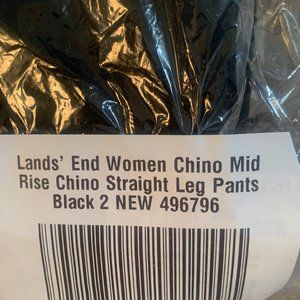 Lands' End Women Chino Mid
Rise Chino Straight Leg Pants
Black 2 NEW 496796